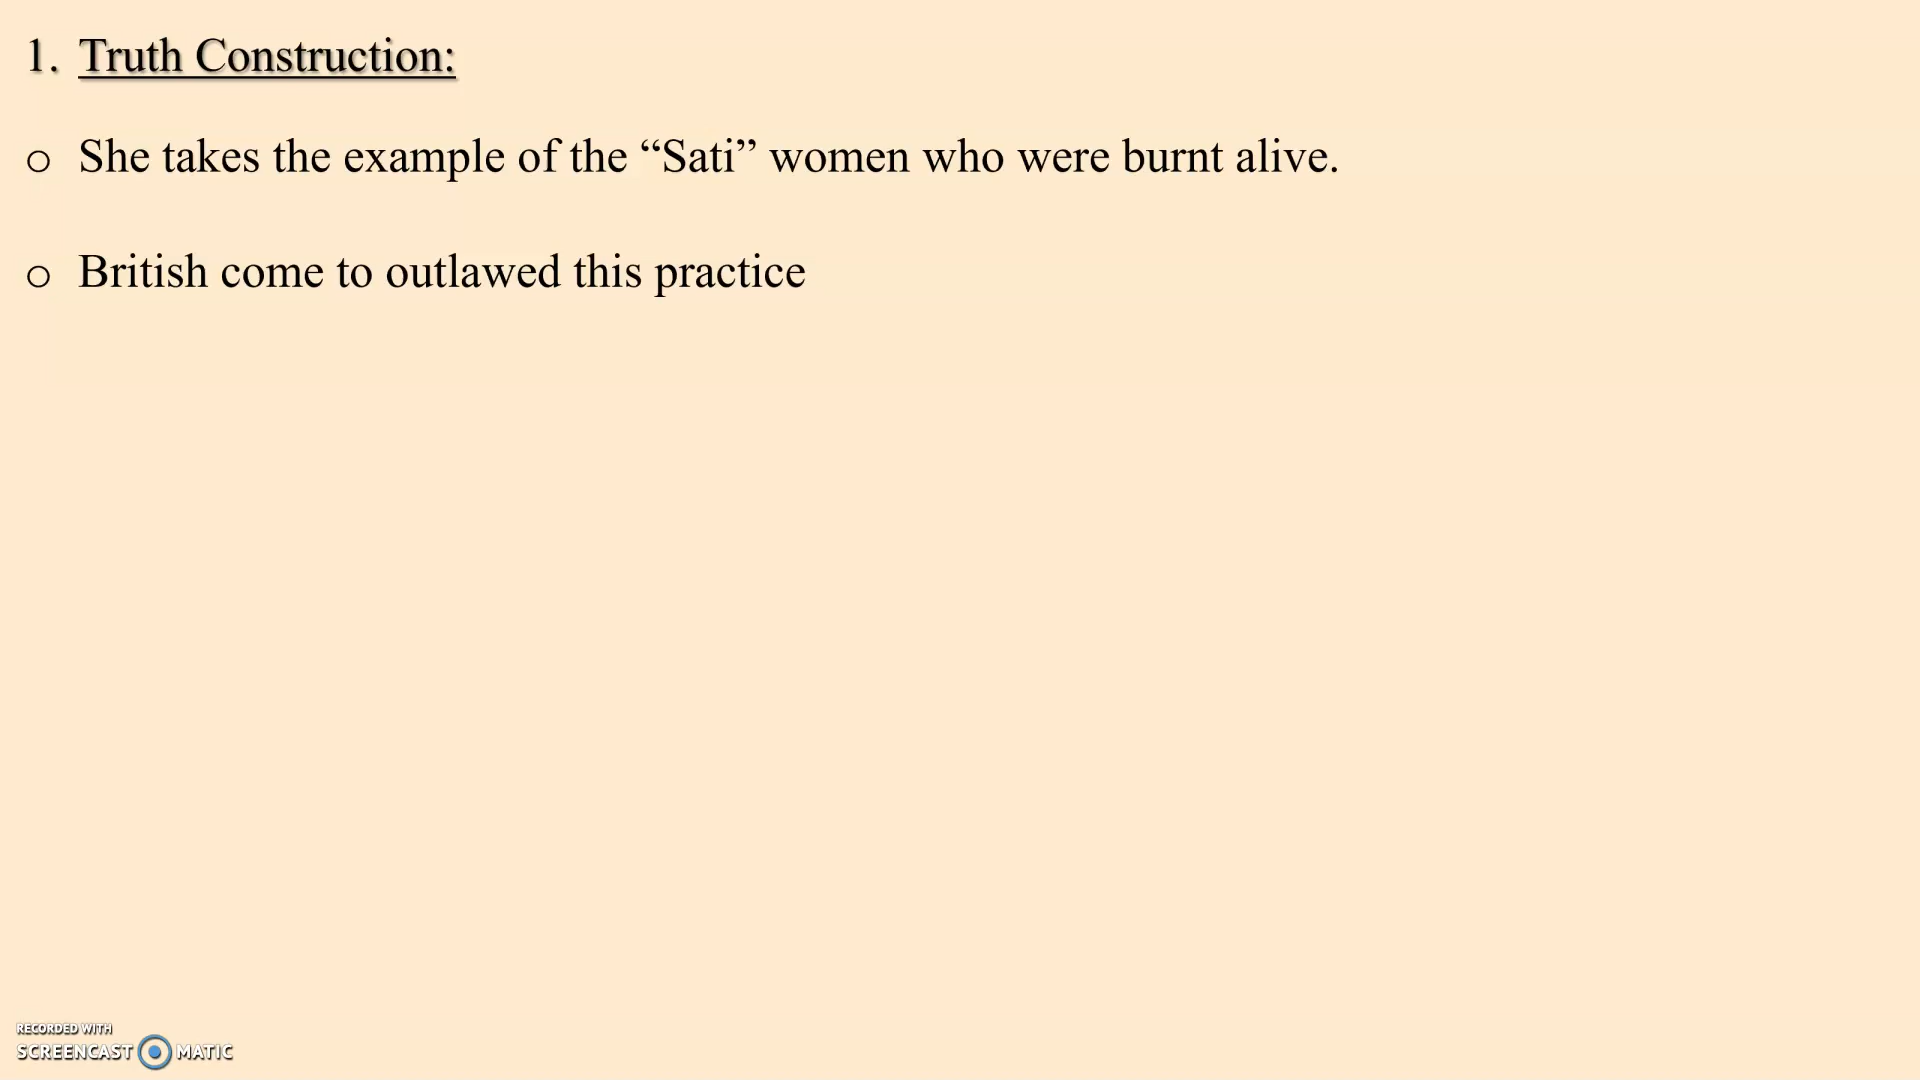 1. Truth Construction:
o She takes the example of the “Sati” women who were burnt alive.
o British come to outlawed this practice
RECORDED WITH
SCREENCAST MATIC